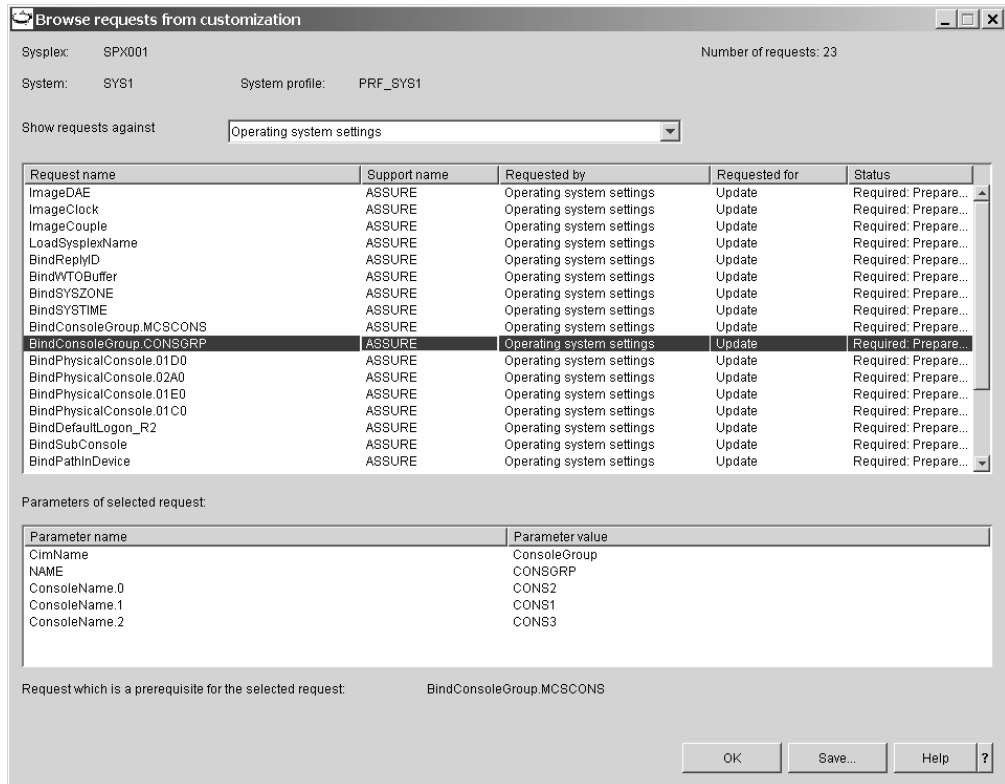 Browse requests from customization
Sysplex: SPX001 Number of requests: 23
System: SYS1 System profile: PRF_SYS1
Show requests against Operating system settings
Request name Support name Requested by Requested for Status
ImageDAE ASSURE Operating system settings Update Required: Prepare...
ImageClock ASSURE Operating system settings Update Required: Prepare...
ImageCouple ASSURE Operating system settings Update Required: Prepare...
LoadSysplexName ASSURE Operating system settings Update Required: Prepare...
BindReplyID ASSURE Operating system settings Update Required: Prepare...
BindWTOBuffer ASSURE Operating system settings Update Required: Prepare...
BindSYSZONE ASSURE Operating system settings Update Required: Prepare...
BindSYSTIME ASSURE Operating system settings Update Required: Prepare...
BindConsoleGroup.MCSCONS ASSURE Operating system settings Update Required: Prepare...
BindConsoleGroup.CONSGRP ASSURE Operating system settings Update Required: Prepare...
BindPhysicalConsole.01D0 ASSURE Operating system settings Update Required: Prepare...
BindPhysicalConsole.02A0 ASSURE Operating system settings Update Required: Prepare...
BindPhysicalConsole.01E0 ASSURE Operating system settings Update Required: Prepare...
BindPhysicalConsole.01C0 ASSURE Operating system settings Update Required: Prepare...
BindDefaultLogon_R2 ASSURE Operating system settings Update Required: Prepare...
BindSubConsole ASSURE Operating system settings Update Required: Prepare...
BindPathInDevice ASSURE Operating system settings Update Required: Prepare...
Parameters of selected request:
Parameter name Parameter value
CimName ConsoleGroup
NAME CONSGRP
ConsoleName.0 CONS2
ConsoleName.1 CONS1
ConsoleName.2 CONS3
Request which is a prerequisite for the selected request: BindConsoleGroup.MCSCONS
OK Save... Help ?